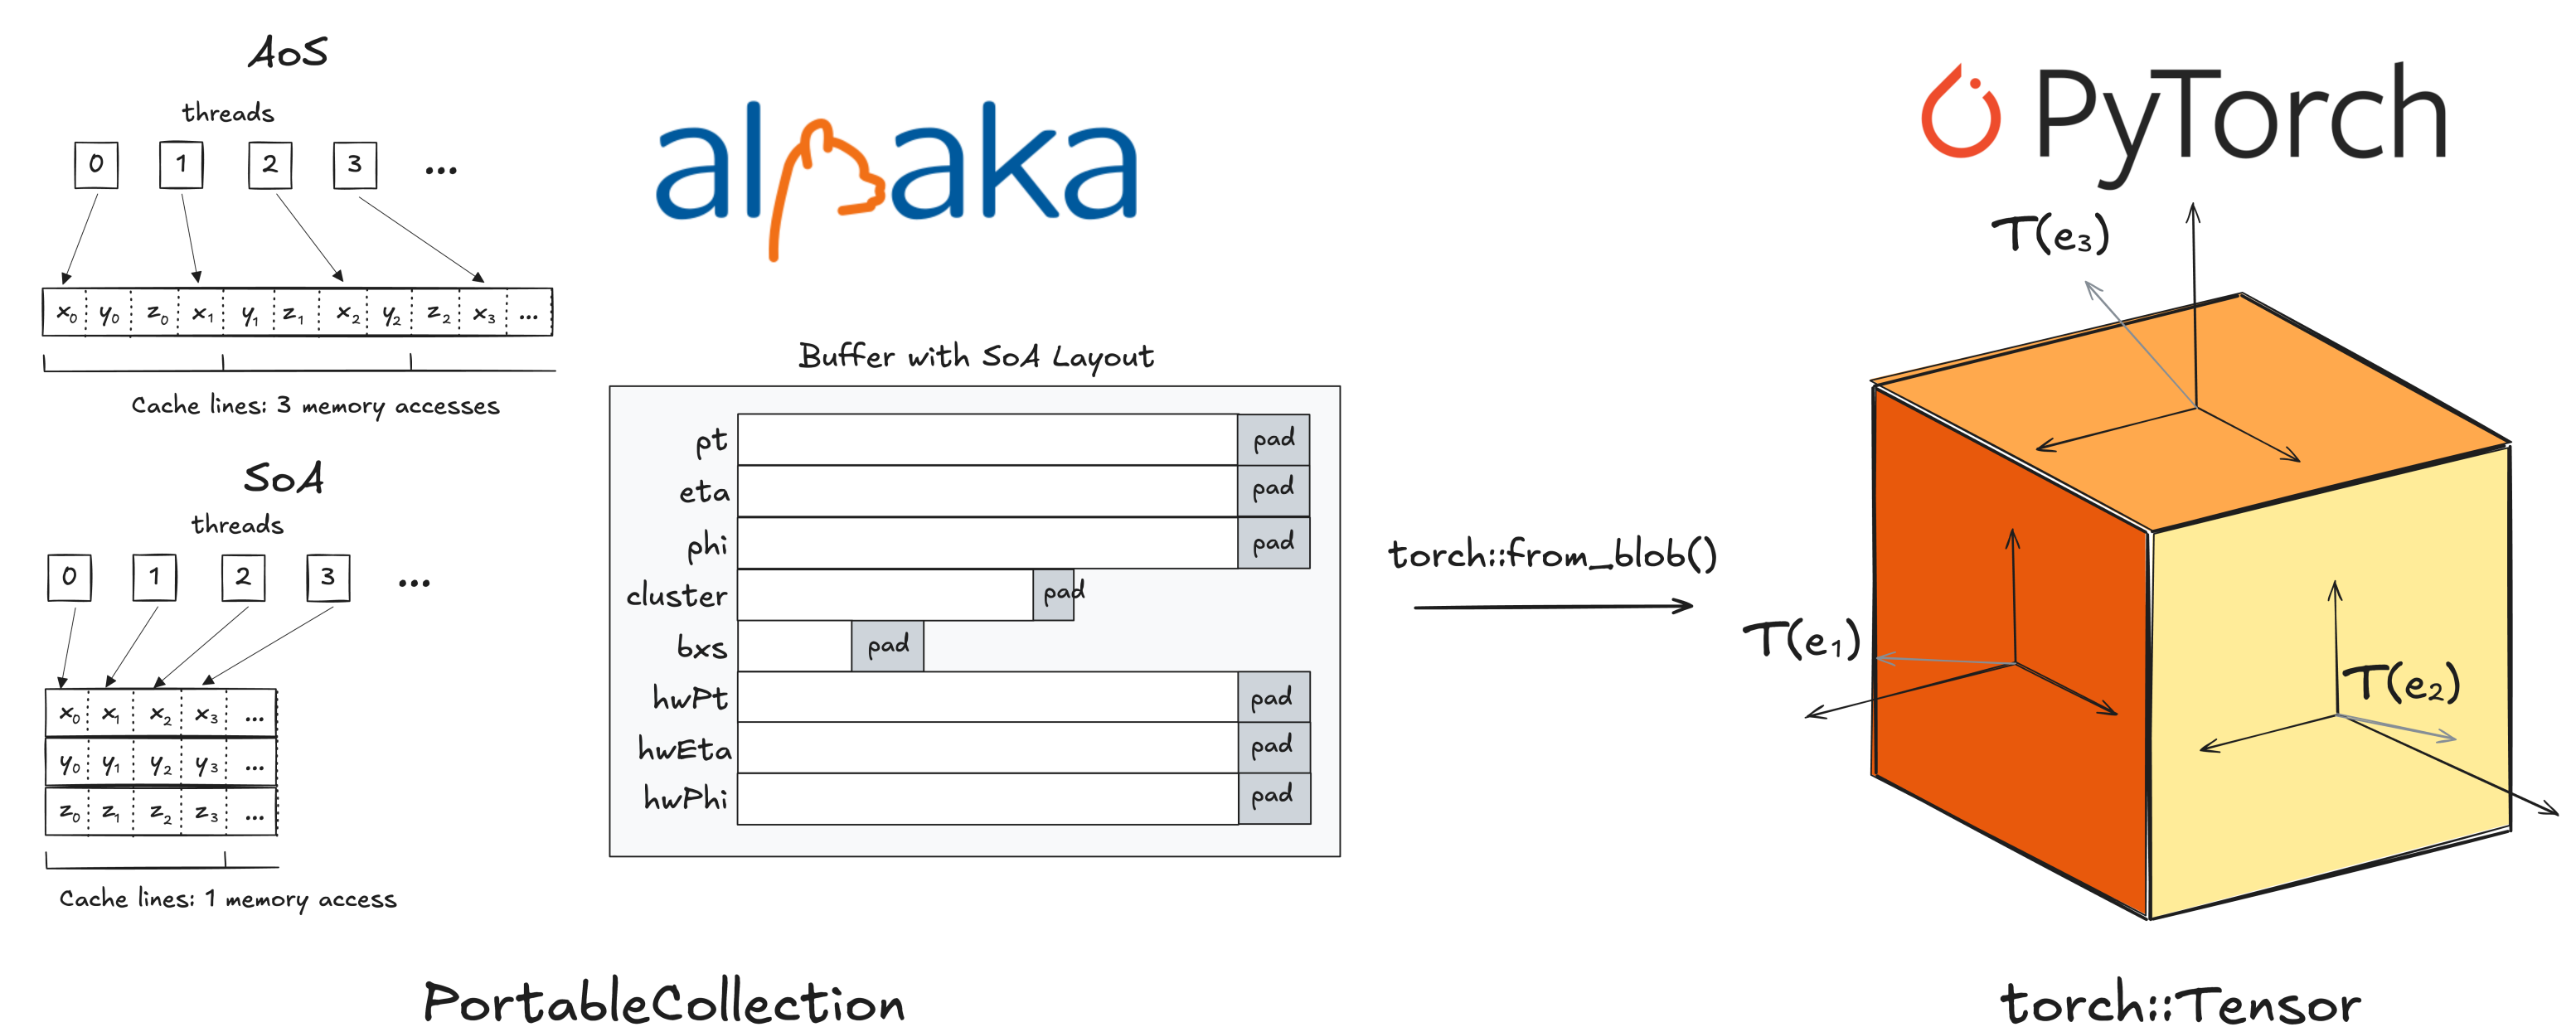 AoS
threads
0 1 2 3 ...
x0 y0 z0 x1 y1 z1 x2 y2 z2 x3 ...
Cache lines: 3 memory accesses
SoA
threads
0 1 2 3 ...
x0 x1 x2 x3 ...
y0 y1 y2 y3 ...
z0 z1 z2 z3 ...
Cache lines: 1 memory access
alpaka
Buffer with SoA Layout
pt pad
eta pad
phi pad
cluster pad
bxs pad
hwPt pad
hwEta pad
hwPhi pad
PortableCollection
torch::from_blob()
PyTorch
T(e3)
T(e1)
T(e2)
torch::Tensor